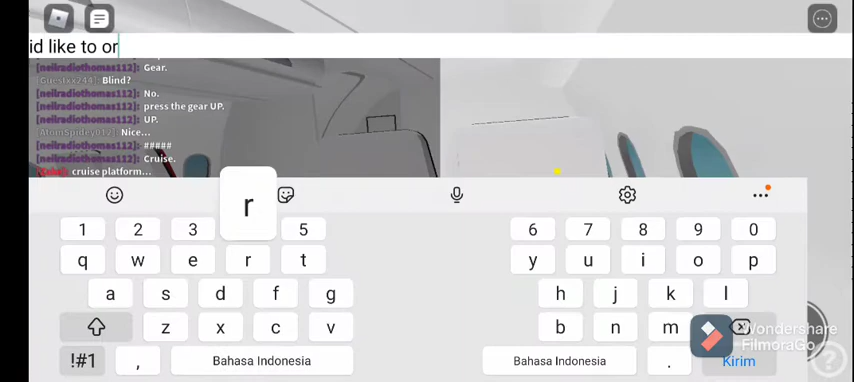 id like to or
Gear.
[neilradiothomas112]:
Blind?
[neilradiothomas112]: No.
[neilradiothomas112]: press the gear UP.
[neilradiothomas112]: UP.
[AtomSpidey012]: Nice...
[neilradiothomas112]: #####
[neilradiothomas112]: Cruise.
cruise platform...
r
1 2 3 5 6 7 8 9 0
q w e r t y u i o p
a s d f g h j k l
z x c v b n m
!#1 , Bahasa Indonesia Bahasa Indonesia . Kirim
Wondershare
FilmoraGo